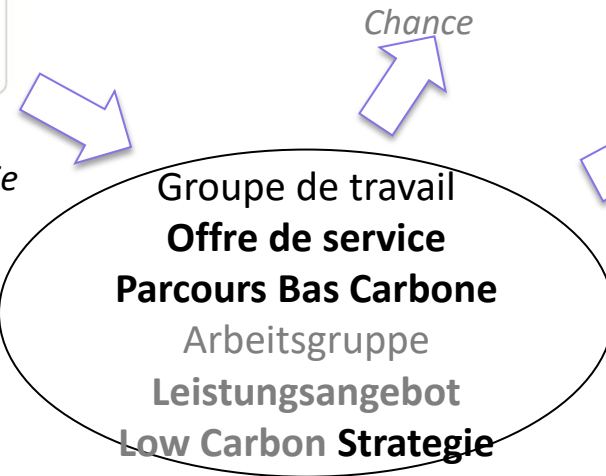 Chance
Groupe de travail
Offre de service
Parcours Bas Carbone
Arbeitsgruppe
Leistungsangebot
Low Carbon Strategie